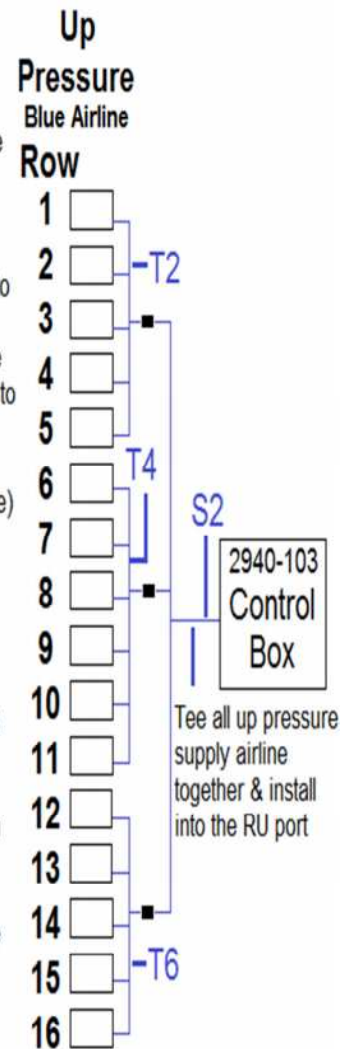 Up
Pressure
Blue Airline
Row
1
2
T2
3
4
5
T4
6
7
S2
8
2940-103
Control
Box
9
10
11
Tee all up pressure
supply airline
together & install
into the RU port
12
13
14
15
T6
16
to
to